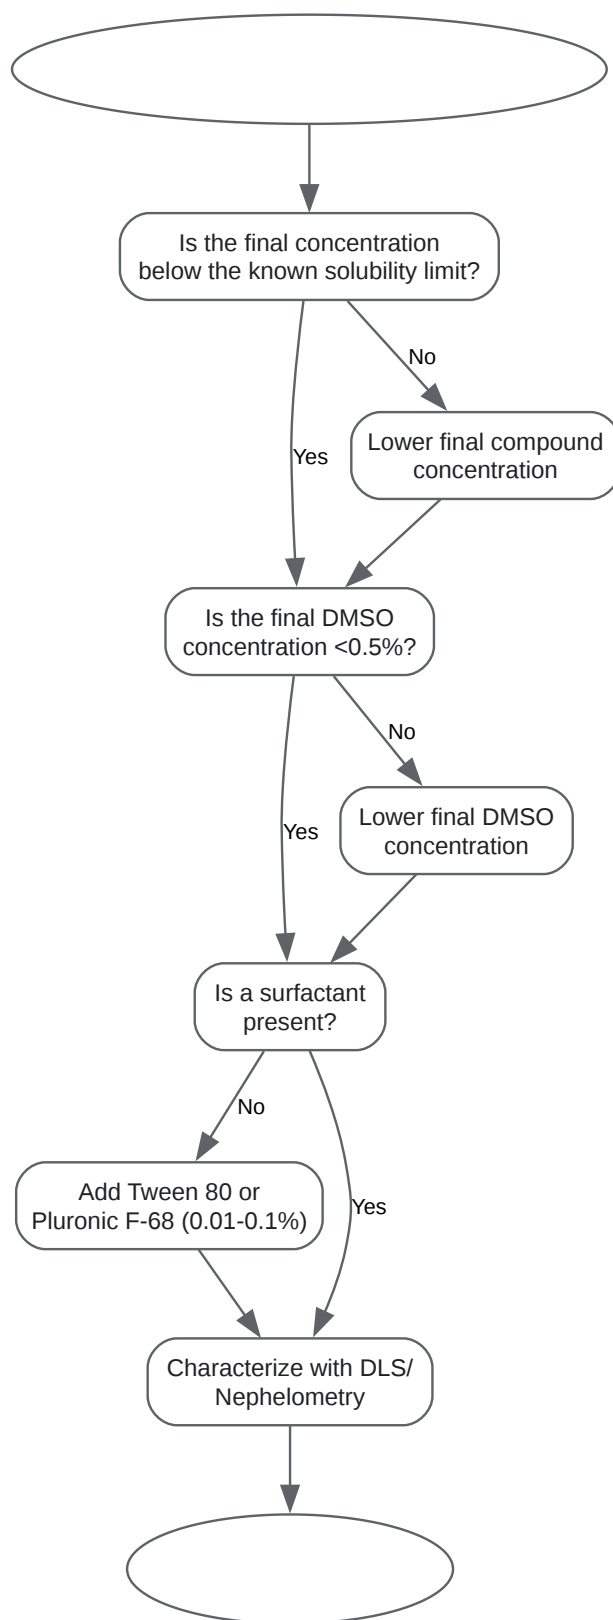 Is the final concentration
below the known solubility limit?
No
Lower final compound
concentration
Yes
Is the final DMSO
concentration <0.5%?
No
Lower final DMSO
concentration
Yes
Is a surfactant
present?
No
Add Tween 80 or
Pluronic F-68 (0.01-0.1%)
Yes
Characterize with DLS/
Nephelometry